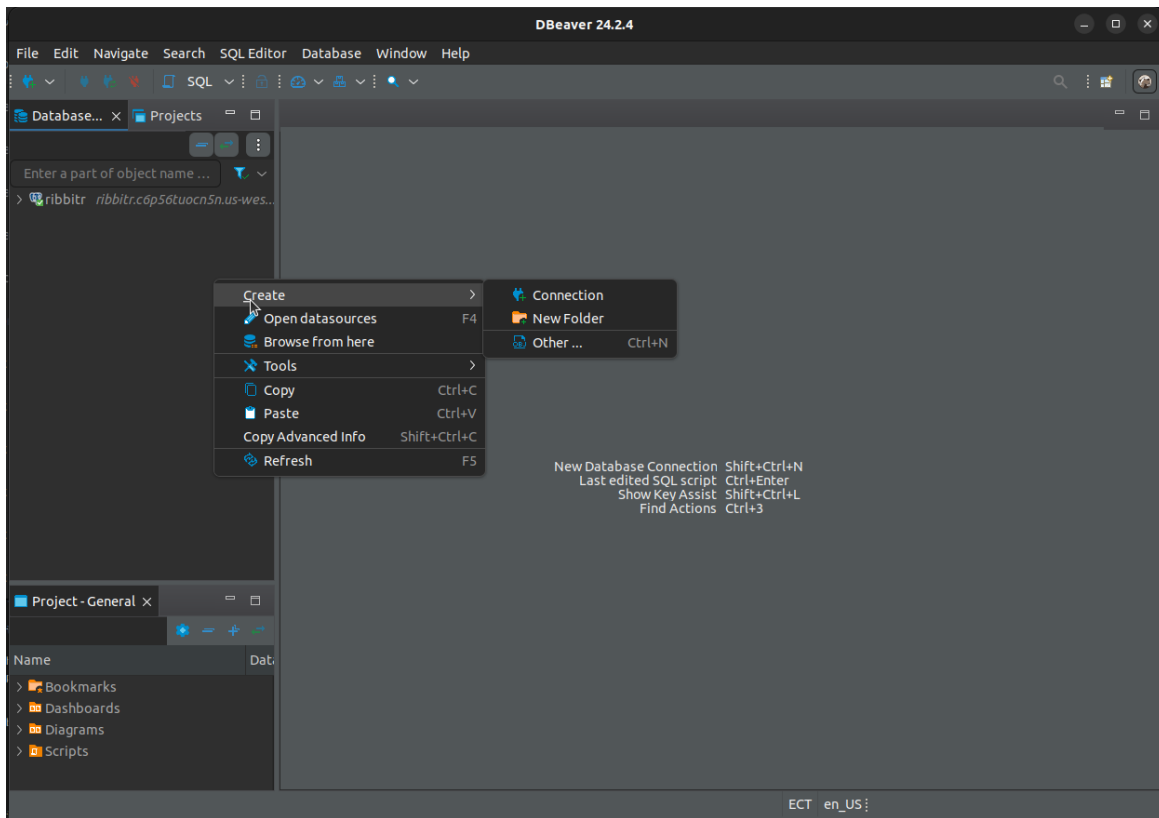 DBeaver 24.2.4
File Edit Navigate Search SQL Editor Database Window Help
SQL
Database... Projects
Enter a part of object name ...
ribbitr ribbitr.c6p56tuocn5n.us-wes...
Create
Open datasources F4
Browse from here
Tools
Copy Ctrl+C
Paste Ctrl+V
Copy Advanced Info Shift+Ctrl+C
Refresh F5
Connection
New Folder
Other ... Ctrl+N
New Database Connection Shift+Ctrl+N
Last edited SQL script Ctrl+Enter
Show Key Assist Shift+Ctrl+L
Find Actions Ctrl+3
Project - General
Name Data
Bookmarks
Dashboards
Diagrams
Scripts
ECT en_US